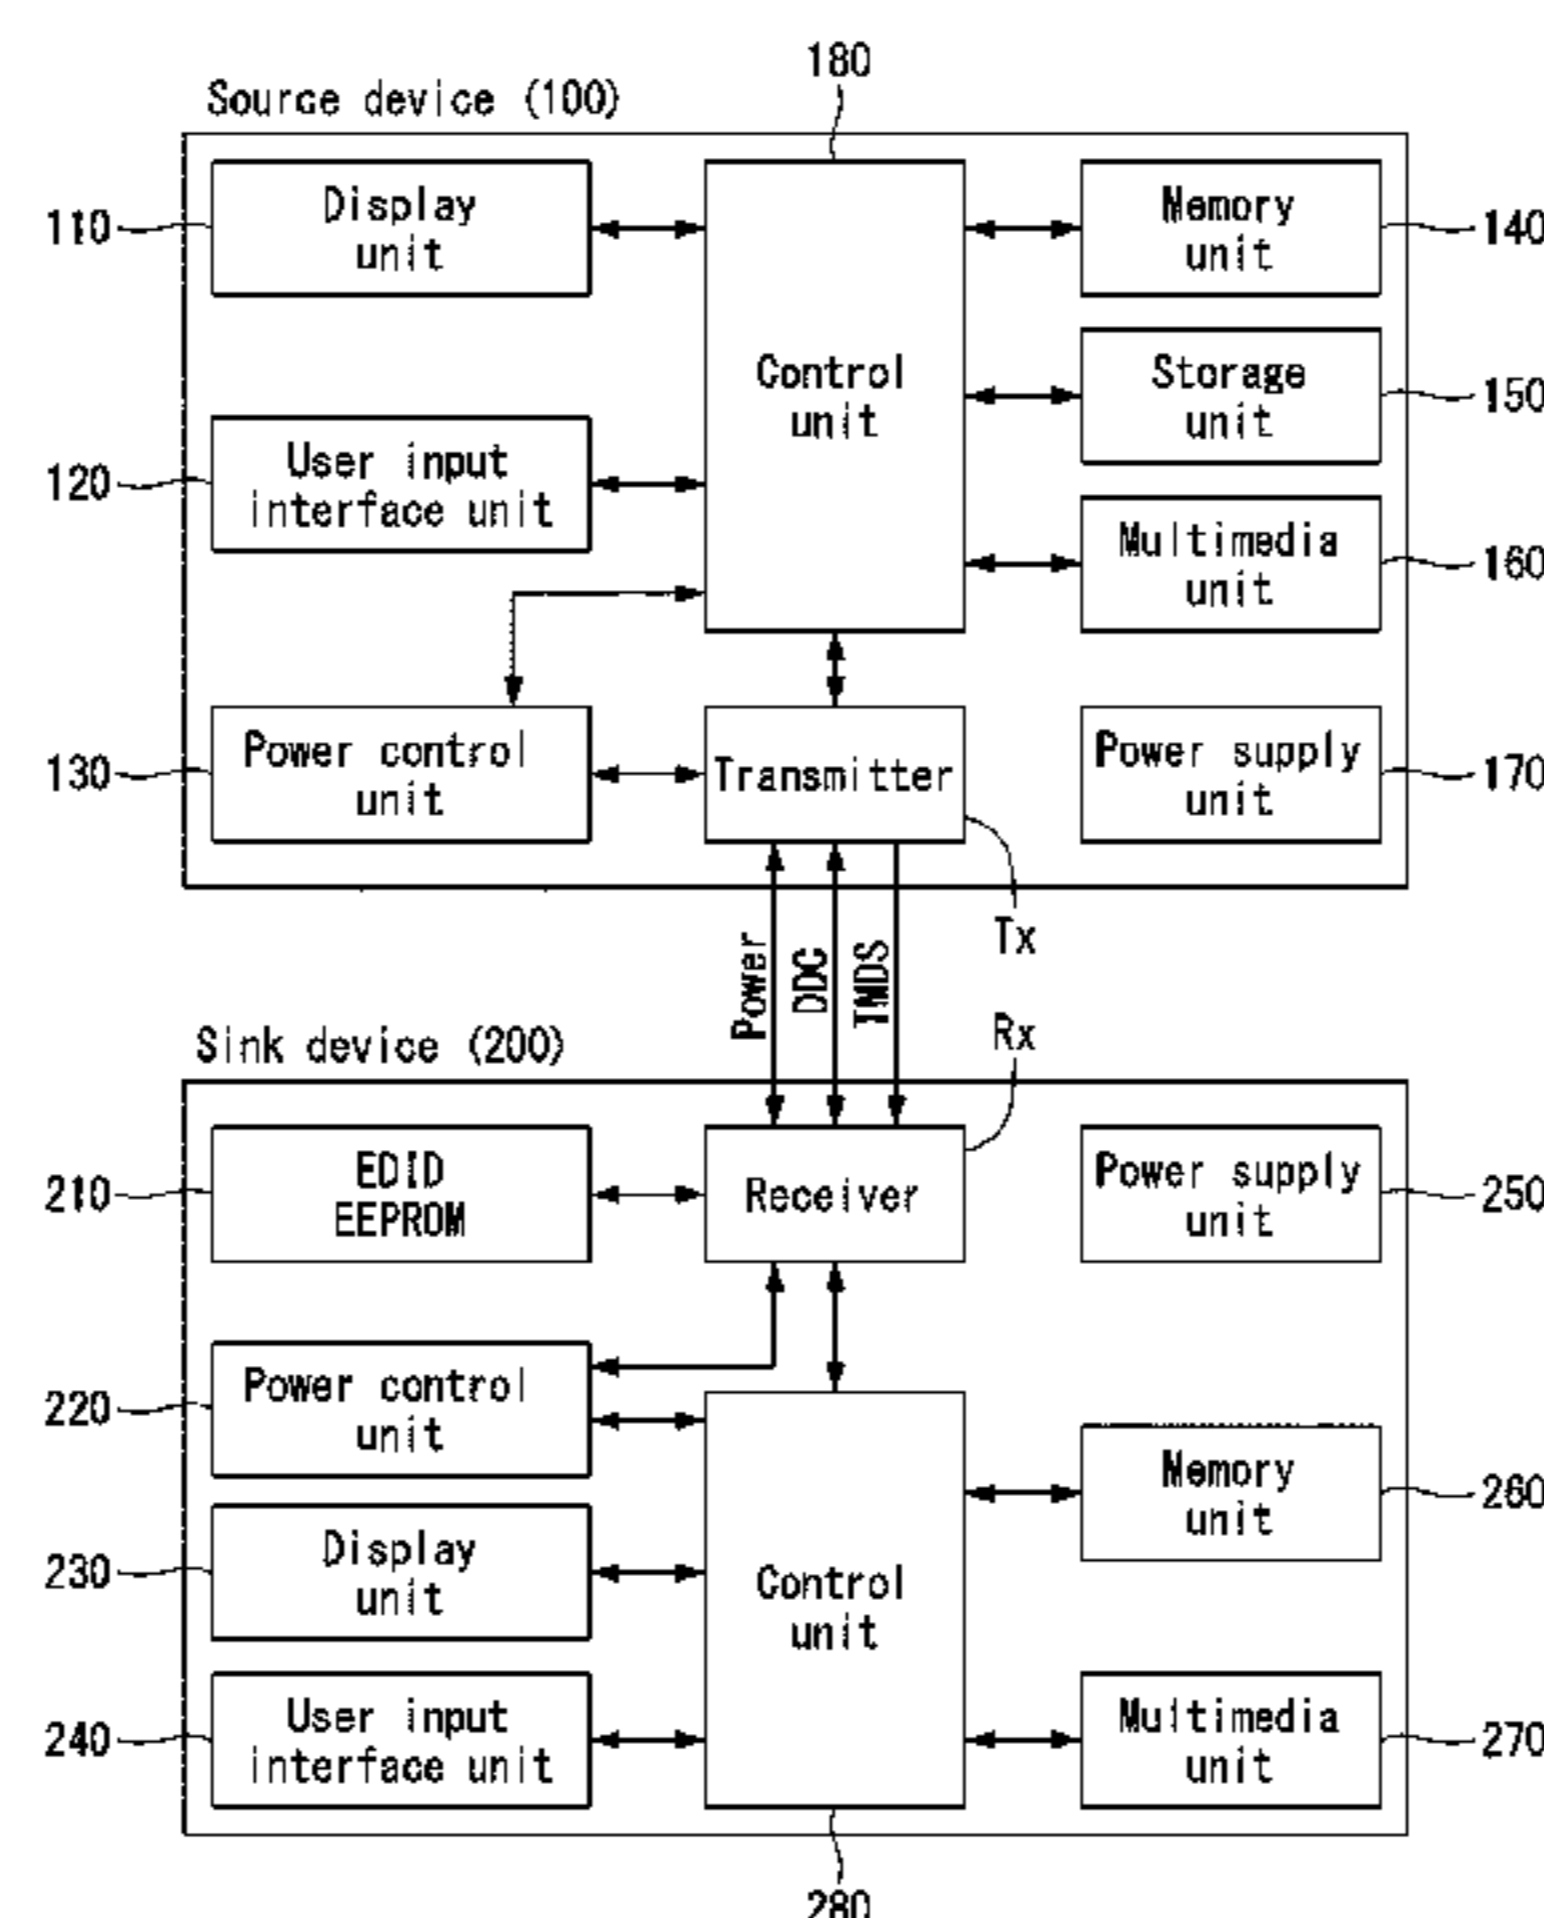 180
Source device (100)
110
Display
unit
Memory
unit
140
Control
unit
Storage
unit
150
120
User input
interface unit
Multimedia
unit
160
130
Power control
unit
Transmitter
Power supply
unit
170
Tx
Power
DDC
TMDS
Rx
Sink device (200)
210
EDID
EEPROM
Receiver
Power supply
unit
250
220
Power control
unit
Memory
unit
260
230
Display
unit
Control
unit
240
User input
interface unit
Multimedia
unit
270
280